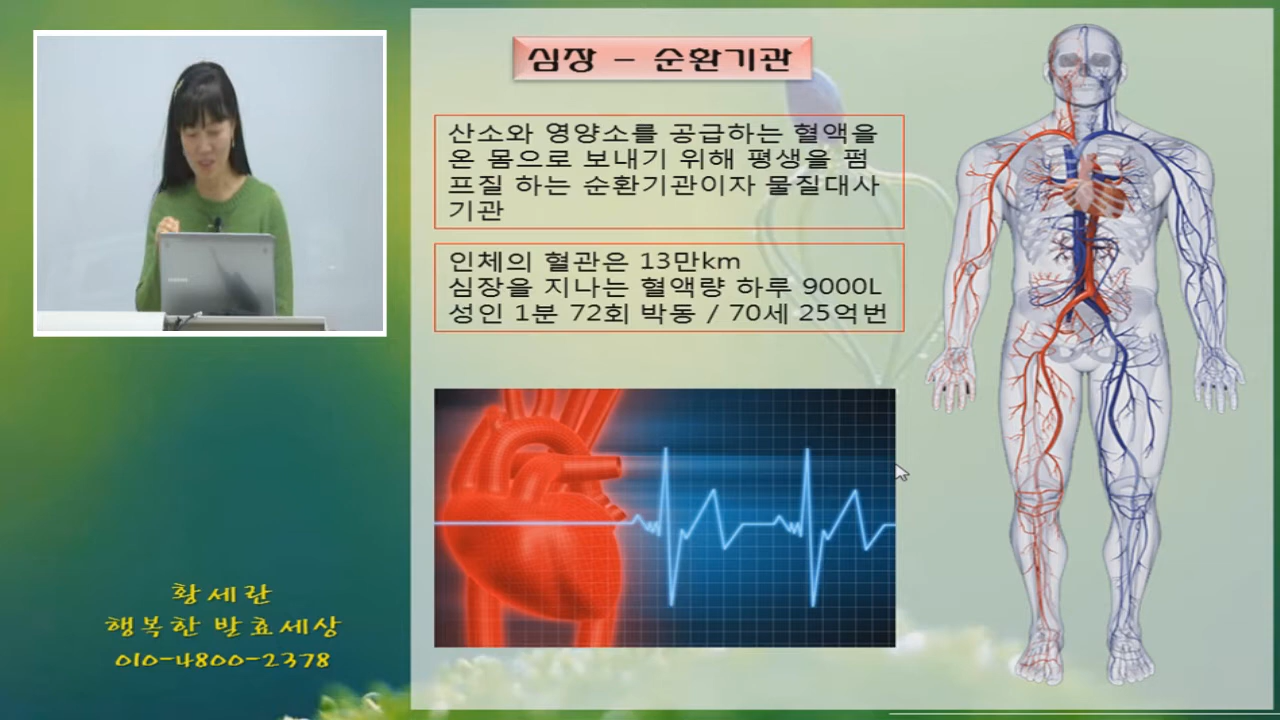 심장 - 순환기관
산소와 영양소를 공급하는 혈액을
온 몸으로 보내기 위해 평생을 펌
프질 하는 순환기관이자 물질대사
기관
인체의 혈관은 13만km
심장을 지나는 혈액량 하루 9000L
성인 1분 72회 박동 / 70세 25억번
황세란
행복한 발효세상
010-4800-2378